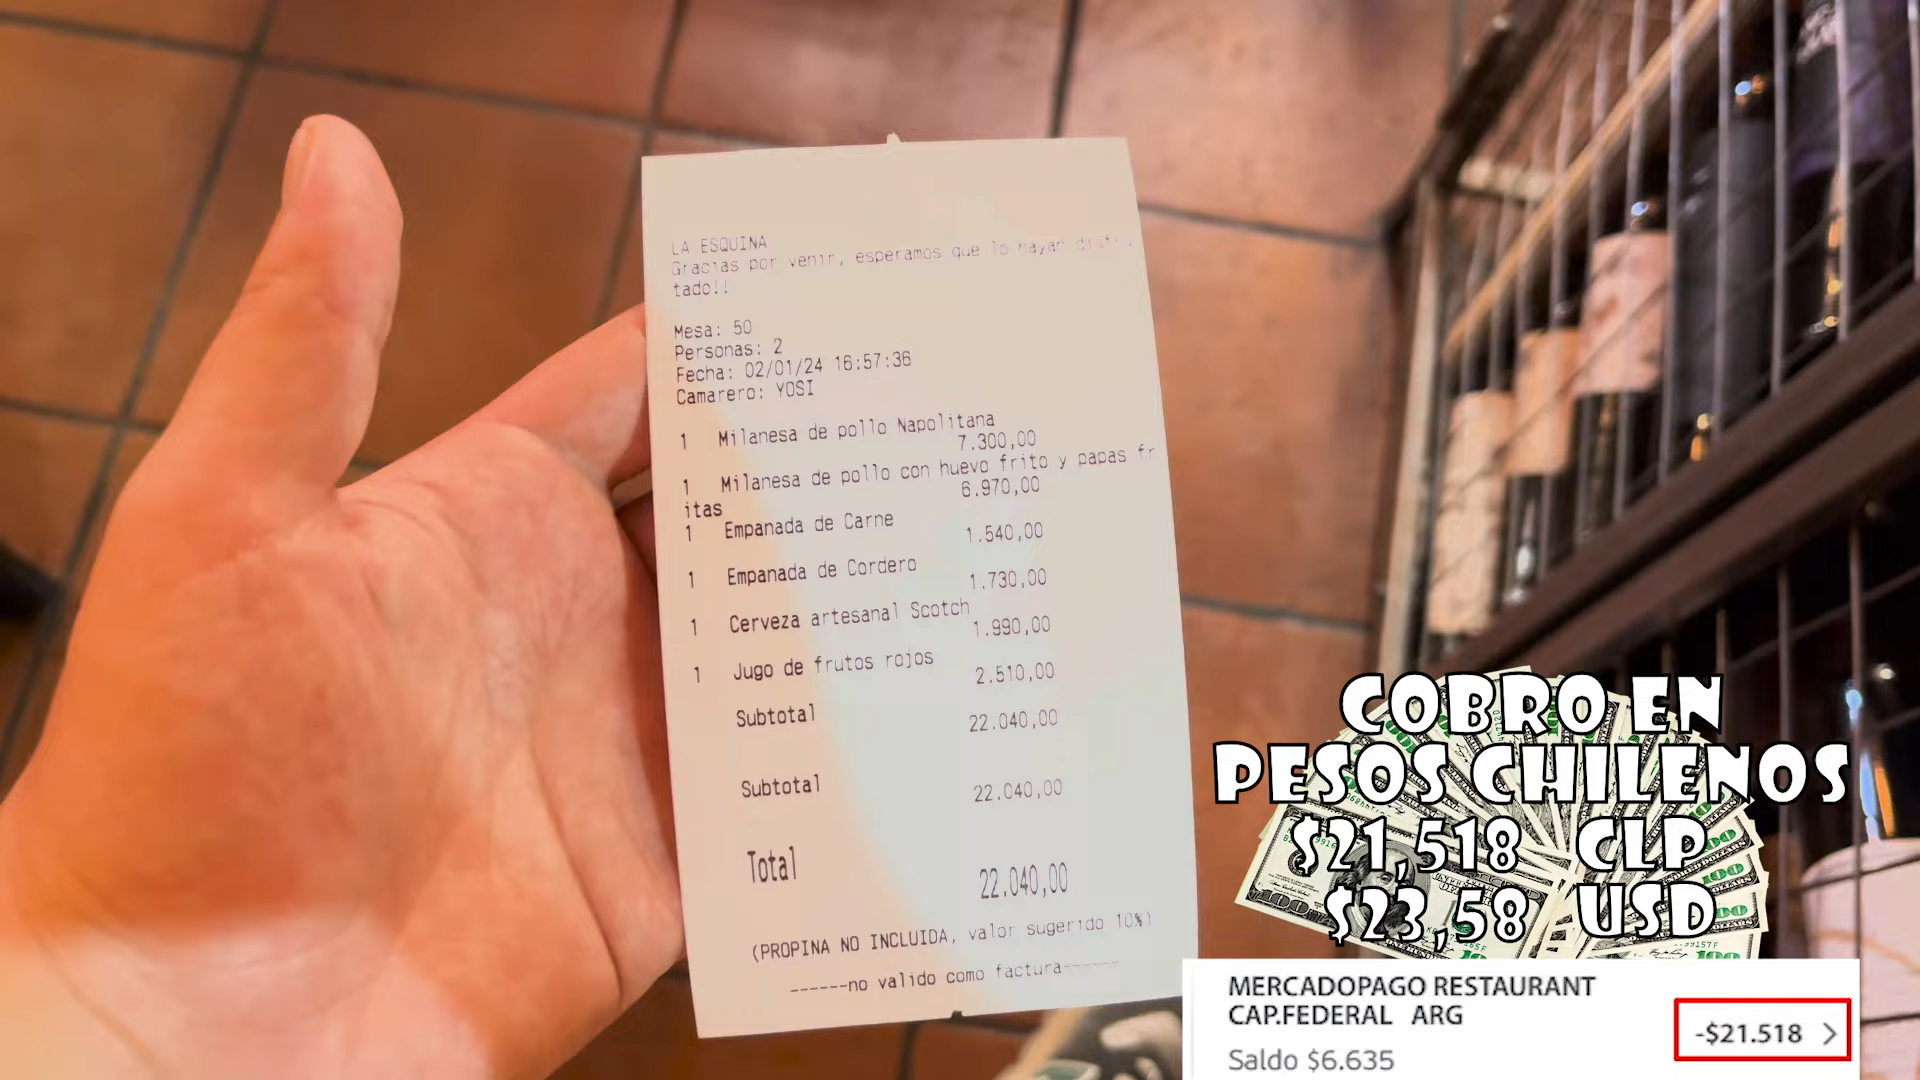 LA ESQUINA
Gracias por venir, esperamos que lo hayan disfru
tado!!
Mesa: 50
Personas: 2
Fecha: 02/01/24 16:57:36
Camarero: YOSI
1 Milanesa de pollo Napolitana
7.300,00
1 Milanesa de pollo con huevo frito y papas fr
6.970,00
itas
1 Empanada de Carne
1.540,00
1 Empanada de Cordero
1.730,00
1 Cerveza artesanal Scotch
1.990,00
1 Jugo de frutos rojos
2.510,00
Subtotal 22.040,00
Subtotal 22.040,00
Total 22.040,00
(PROPINA NO INCLUIDA, valor sugerido 10%)
------no valido como factura------
COBRO EN
PESOS CHILENOS
$21,518 CLP
$23,58 USD
MERCADOPAGO RESTAURANT
CAP.FEDERAL ARG
-$21.518
Saldo $6.635